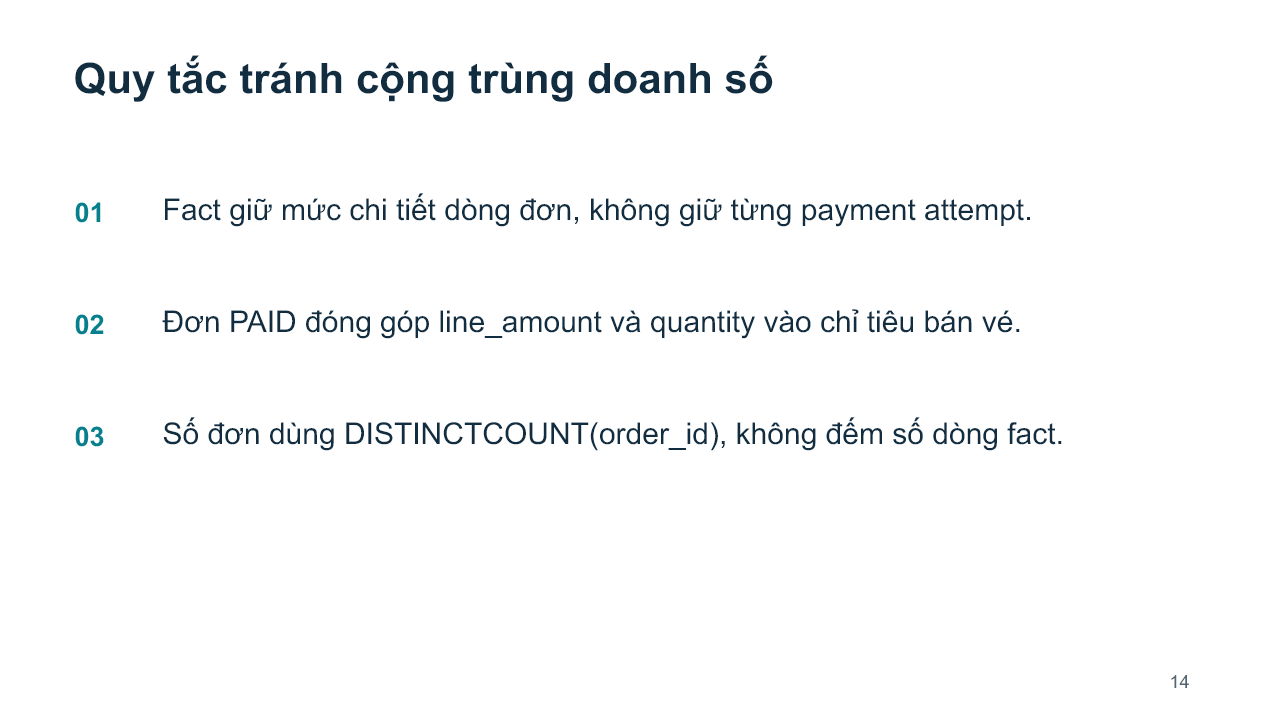 Quy tắc tránh cộng trùng doanh số
01 Fact giữ mức chi tiết dòng đơn, không giữ từng payment attempt.
02 Đơn PAID đóng góp line_amount và quantity vào chỉ tiêu bán vé.
03 Số đơn dùng DISTINCTCOUNT(order_id), không đếm số dòng fact.
14